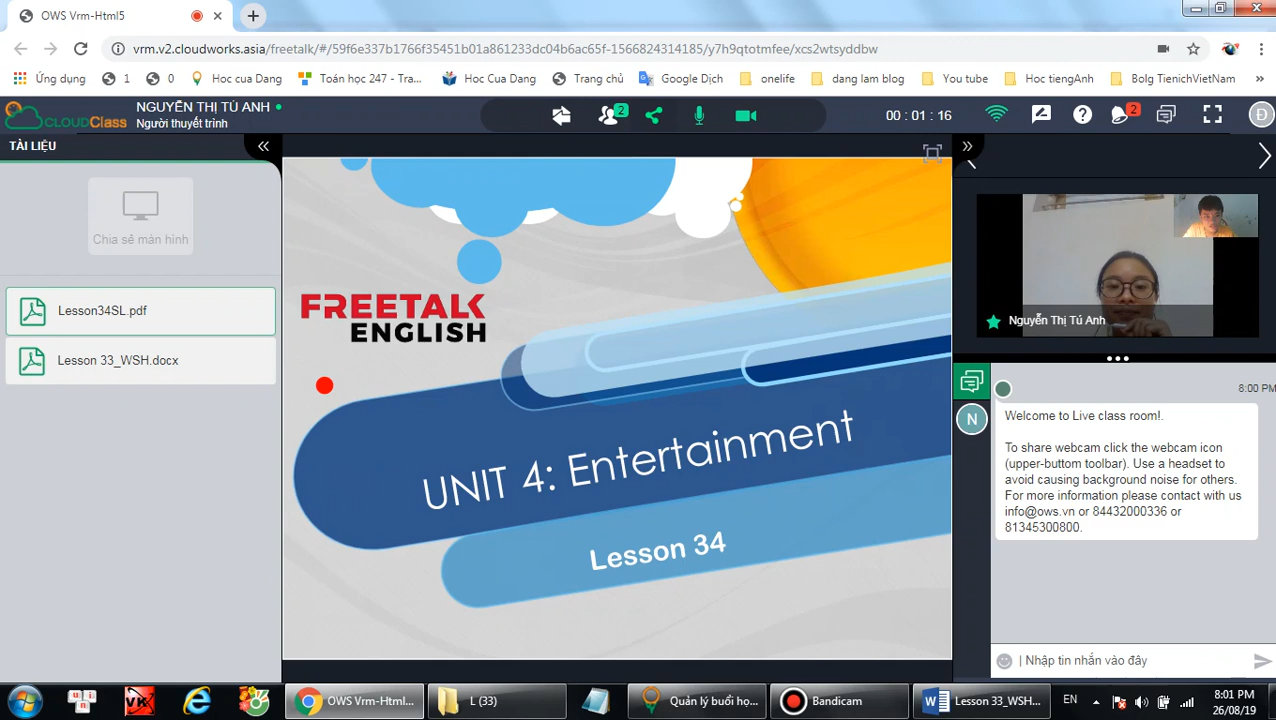 OWS Vrm-Html5
vrm.v2.cloudworks.asia/freetalk/#/59f6e337b1766f35451b01a861233dc04b6ac65f-1566824314185/y7h9qtotmfee/xcs2wtsyddbw
Ứng dụng
1
0
Hoc cua Dang
Toán học 247 - Tra...
Học Cua Dang
Trang chủ
Google Dịch
onelife
dang lam blog
You tube
Học tiengAnh
Bolg TienichVietNam
»
CLOUDClass
NGUYỄN THỊ TÚ ANH
Người thuyết trình
2
00 : 01 : 16
2
Đ
TÀI LIỆU
Chia sẻ màn hình
Lesson34SL.pdf
Lesson 33_WSH.docx
FREETALK
ENGLISH
UNIT 4: Entertainment
Lesson 34
Nguyễn Thị Tú Anh
8:00 PM
N
Welcome to Live class room!.
To share webcam click the webcam icon
(upper-buttom toolbar). Use a headset to
avoid causing background noise for others.
For more information please contact with us
info@ows.vn or 84432000336 or
81345300800.
Nhập tin nhắn vào đây
OWS Vrm-Html...
L (33)
Quản lý buổi họ...
Bandicam
Lesson 33_WSH...
EN
8:01 PM
26/08/19